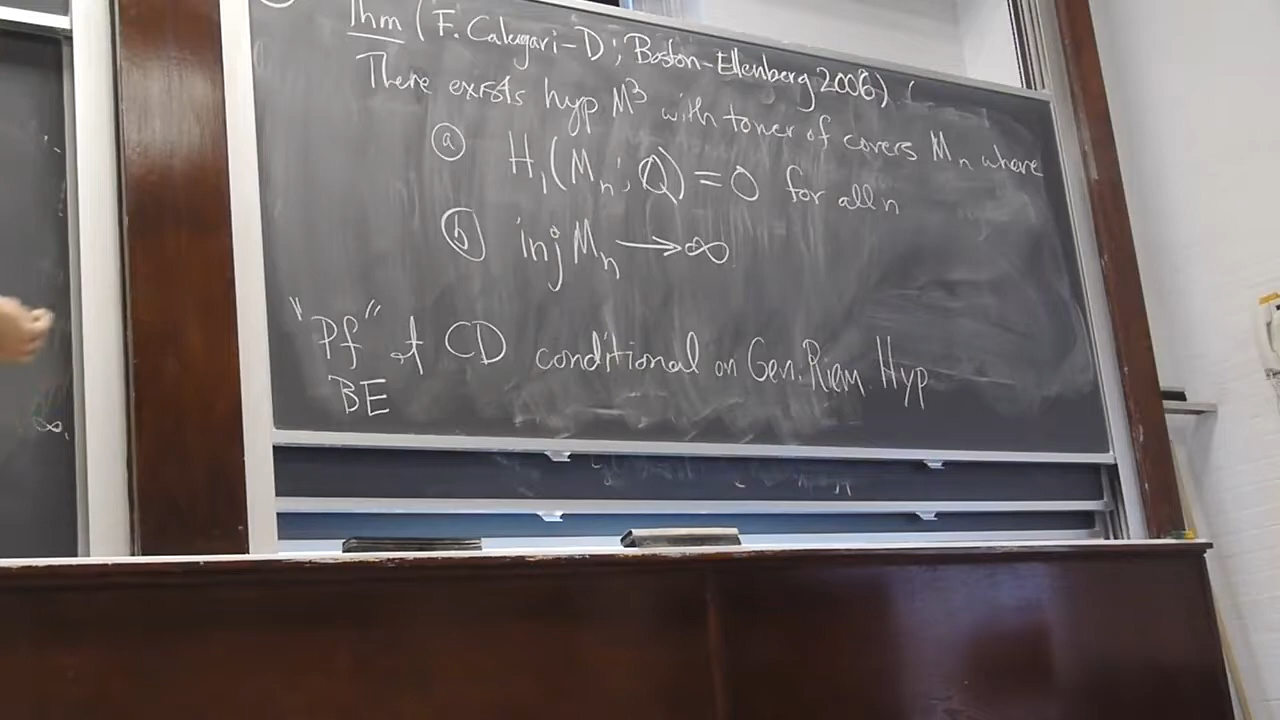 Thm (F. Calegari-D; Boston-Ellenberg 2006) (
There exists hyp M³ with tower of covers Mₙ where
ⓐ H₁(Mₙ; Q) = 0 for all n
ⓑ inj Mₙ ⟶ ∞
"Pf" of CD conditional on Gen. Riem. Hyp
BE
∞.